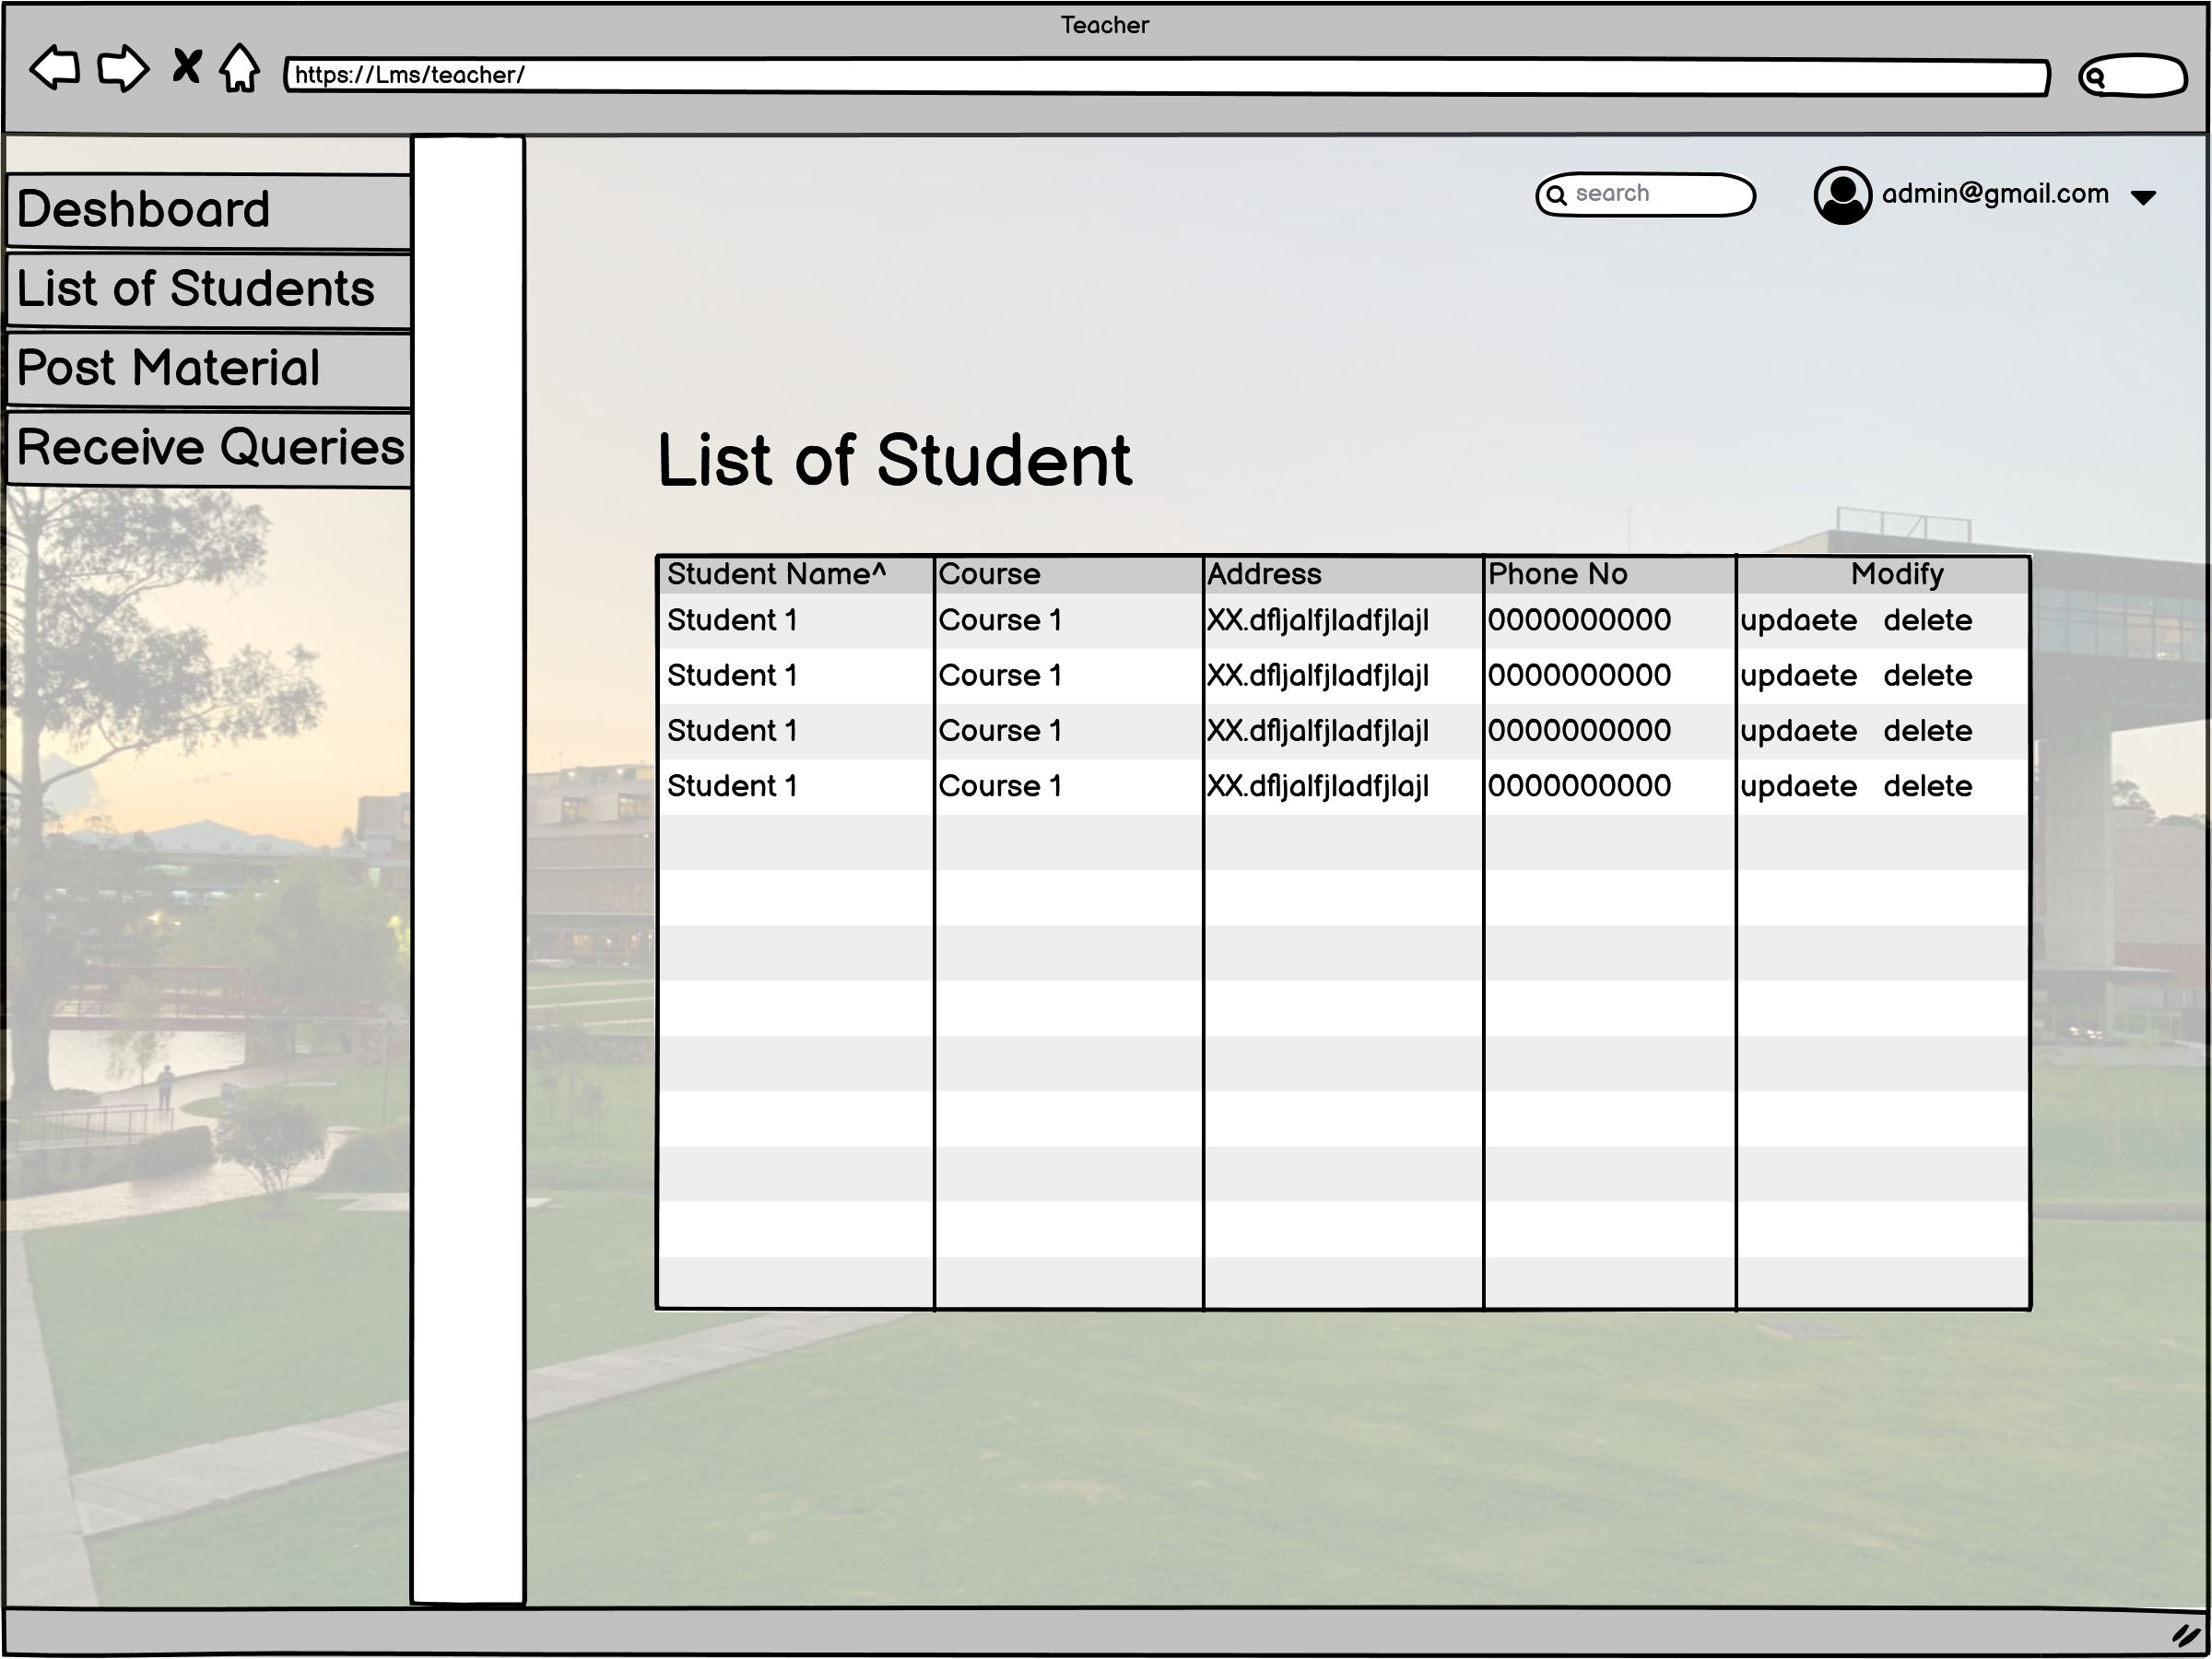 Teacher
https://Lms/teacher/
search
admin@gmail.com
Deshboard
List of Students
Post Material
Receive Queries
List of Student
Student Name^ Course Address Phone No Modify
Student 1 Course 1 XX.dfljalfjladfjlajl 0000000000 updaete delete
Student 1 Course 1 XX.dfljalfjladfjlajl 0000000000 updaete delete
Student 1 Course 1 XX.dfljalfjladfjlajl 0000000000 updaete delete
Student 1 Course 1 XX.dfljalfjladfjlajl 0000000000 updaete delete